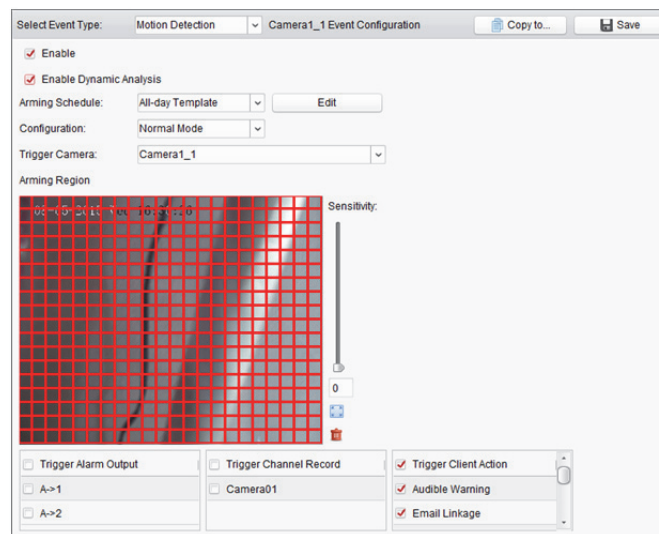 Select Event Type: Motion Detection Camera1_1 Event Configuration Copy to... Save
Enable
Enable Dynamic Analysis
Arming Schedule: All-day Template Edit
Configuration: Normal Mode
Trigger Camera: Camera1_1
Arming Region
Sensitivity:
0
Trigger Alarm Output Trigger Channel Record Trigger Client Action
A->1 Camera01 Audible Warning
A->2 Email Linkage